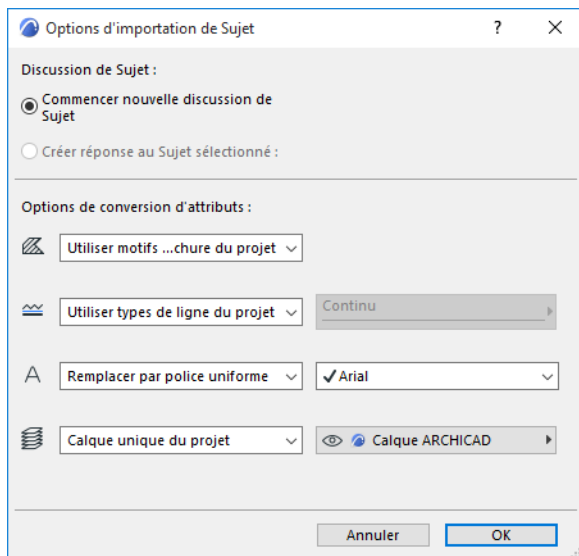 Options d'importation de Sujet
?
Discussion de Sujet :
Commencer nouvelle discussion de
Sujet
Créer réponse au Sujet sélectionné :
Options de conversion d'attributs :
Utiliser motifs ...chure du projet
Utiliser types de ligne du projet Continu
A Remplacer par police uniforme Arial
Calque unique du projet Calque ARCHICAD
Annuler OK